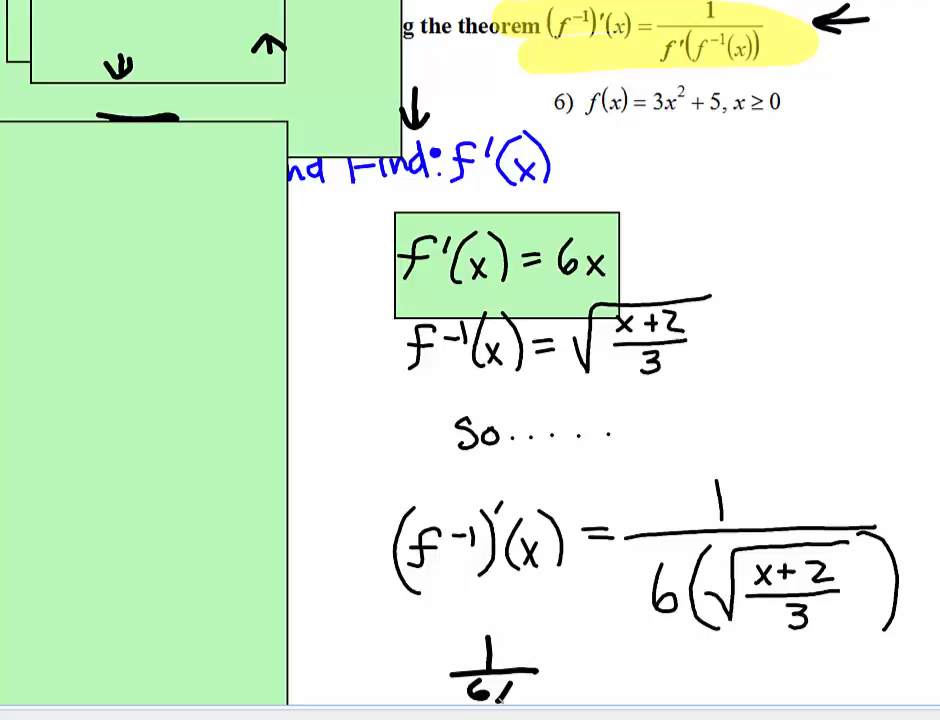 g the theorem (f⁻¹)'(x) = 1 / f'(f⁻¹(x))
6) f(x) = 3x² + 5, x ≥ 0
nd Find: f'(x)
f'(x) = 6x
f⁻¹(x) = √((x+2)/3)
So.....
(f⁻¹)'(x) = 1 / 6(√((x+2)/3))
1 / 6